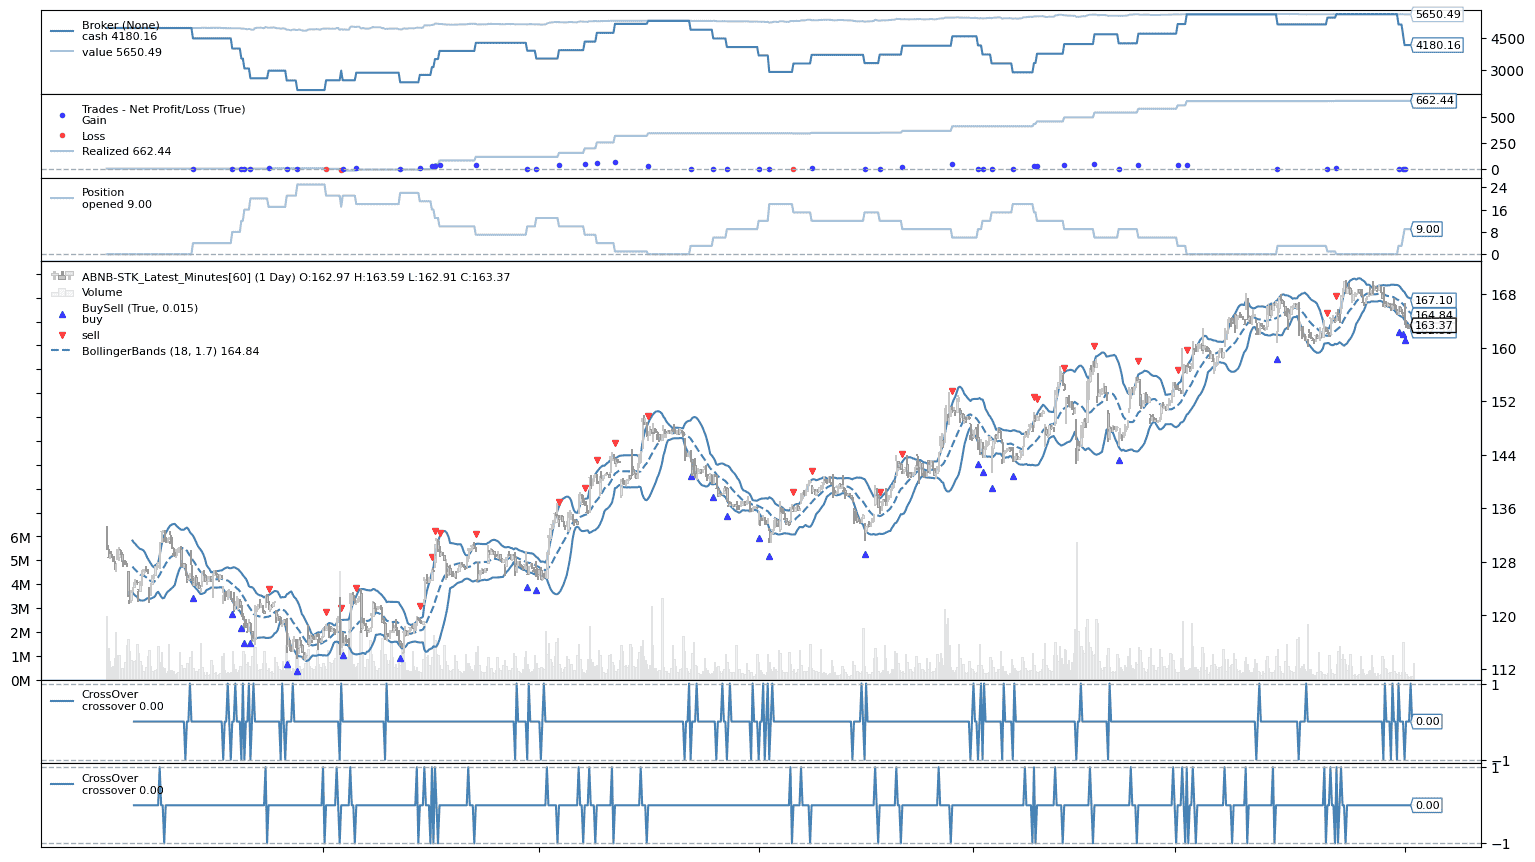 Broker (None)
cash 4180.16
value 5650.49
5650.49
4500
4180.16
3000
Trades - Net Profit/Loss (True)
Gain
Loss
Realized 662.44
662.44
500
250
0
Position
opened 9.00
24
16
9.00
8
0
ABNB-STK_Latest_Minutes[60] (1 Day) O:162.97 H:163.59 L:162.91 C:163.37
Volume
BuySell (True, 0.015)
buy
sell
BollingerBands (18, 1.7) 164.84
168
167.10
164.84
163.37
160
152
144
136
128
120
112
6M
5M
4M
3M
2M
1M
0M
CrossOver
crossover 0.00
1
0.00
−1
CrossOver
crossover 0.00
1
0.00
−1